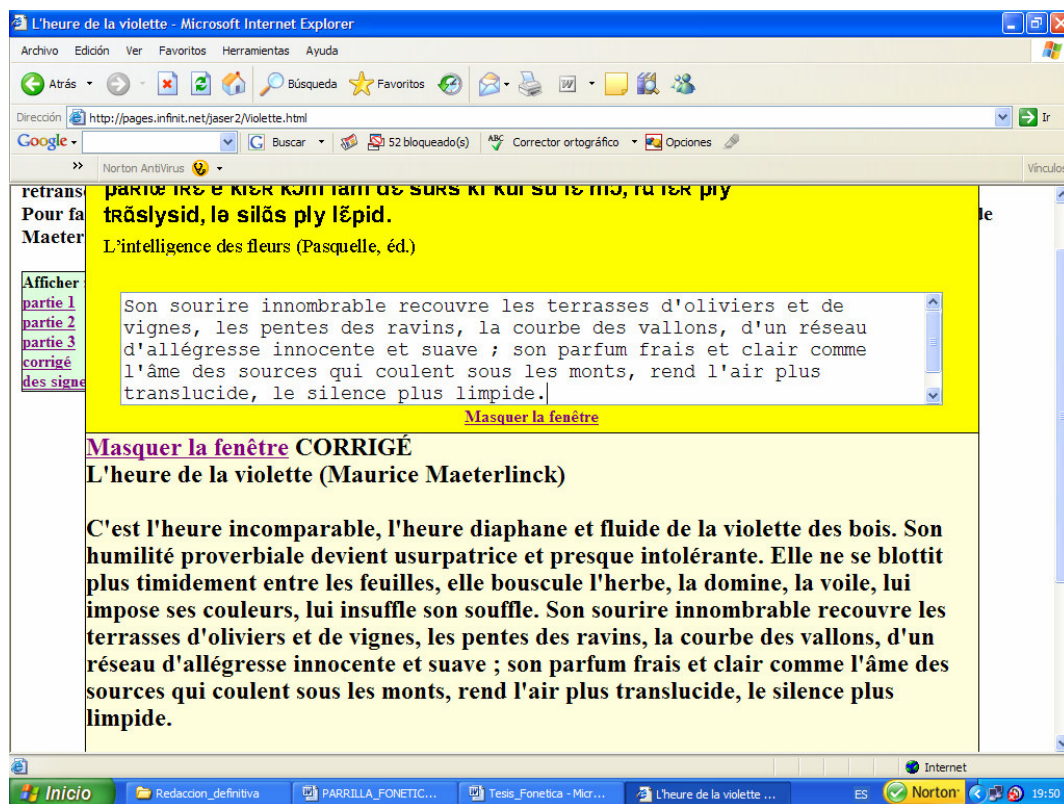 L'heure de la violette - Microsoft Internet Explorer
Archivo Edición Ver Favoritos Herramientas Ayuda
Atrás Búsqueda Favoritos
Dirección http://pages.infinit.net/jaser2/Violette.html Ir
Google Buscar 52 bloqueado(s) ABC Corrector ortográfico Opciones
» Norton AntiVirus Vínculos
tʀɑ̃slysid, lə silɑ̃s ply lɛ̃pid.
Pour fa le
Maeter
L'intelligence des fleurs (Pasquelle, éd.)
Afficher
partie 1
partie 2
partie 3
corrigé
des signe
Son sourire innombrable recouvre les terrasses d'oliviers et de
vignes, les pentes des ravins, la courbe des vallons, d'un réseau
d'allégresse innocente et suave ; son parfum frais et clair comme
l'âme des sources qui coulent sous les monts, rend l'air plus
translucide, le silence plus limpide.
Masquer la fenêtre
Masquer la fenêtre CORRIGÉ
L'heure de la violette (Maurice Maeterlinck)
C'est l'heure incomparable, l'heure diaphane et fluide de la violette des bois. Son
humilité proverbiale devient usurpatrice et presque intolérante. Elle ne se blottit
plus timidement entre les feuilles, elle bouscule l'herbe, la domine, la voile, lui
impose ses couleurs, lui insuffle son souffle. Son sourire innombrable recouvre les
terrasses d'oliviers et de vignes, les pentes des ravins, la courbe des vallons, d'un
réseau d'allégresse innocente et suave ; son parfum frais et clair comme l'âme des
sources qui coulent sous les monts, rend l'air plus translucide, le silence plus
limpide.
Internet
Inicio Redaccion_definitiva PARRILLA_FONETIC... Tesis_Fonetica - Micr... L'heure de la violette ... ES Norton 19:50